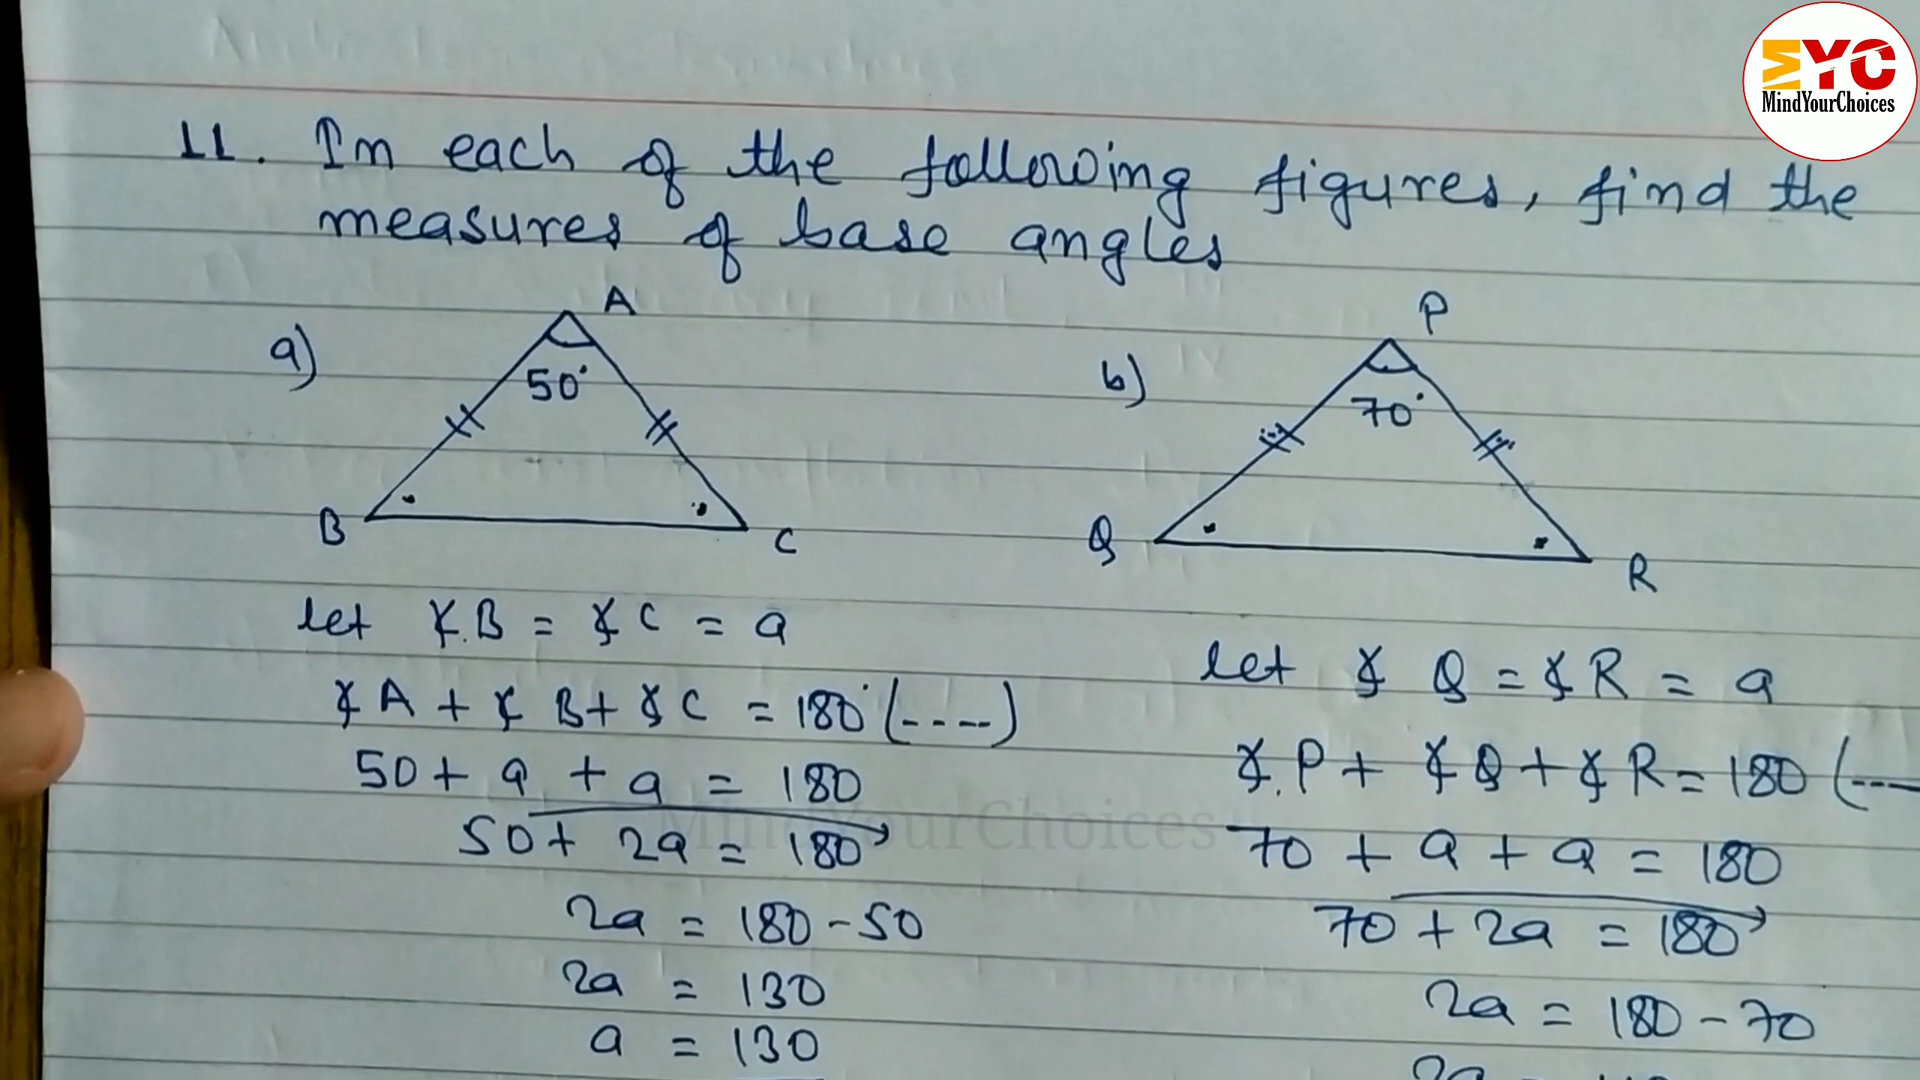 MYC
MindYourChoices
11. In each of the following figures, find the
measures of base angles
a)
A
50°
B
C
let ∠B = ∠C = a
∠A + ∠B + ∠C = 180° (----)
50 + a + a = 180
50 + 2a = 180
2a = 180 - 50
2a = 130
a = 130
b)
P
70°
Q
R
let ∠Q = ∠R = a
∠P + ∠Q + ∠R = 180 (---
70 + a + a = 180
70 + 2a = 180
2a = 180 - 70
MindYourChoices